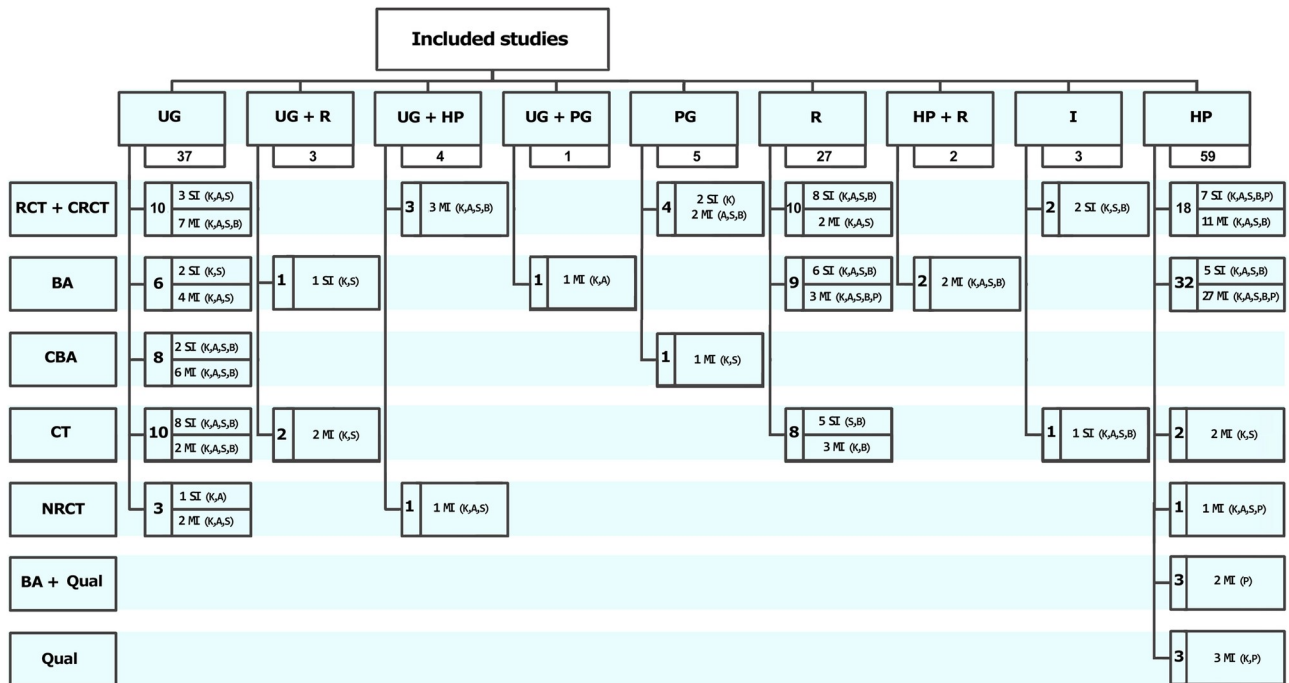 Included studies
UG
UG + R
UG + HP
UG + PG
PG
R
HP + R
I
HP
37
3
4
1
5
27
2
3
59
RCT + CRCT
10
3 SI (K,A,S)
7 MI (K,A,S,B)
3
3 MI (K,A,S,B)
4
2 SI (K)
2 MI (A,S,B)
10
8 SI (K,A,S,B)
2 MI (K,A,S)
2
2 SI (K,S,B)
18
7 SI (K,A,S,B,P)
11 MI (K,A,S,B)
BA
6
2 SI (K,S)
4 MI (K,A,S)
1
1 SI (K,S)
1
1 MI (K,A)
9
6 SI (K,A,S,B)
3 MI (K,A,S,B,P)
2
2 MI (K,A,S,B)
32
5 SI (K,A,S,B)
27 MI (K,A,S,B,P)
CBA
8
2 SI (K,A,S,B)
6 MI (K,A,S,B)
1
1 MI (K,S)
CT
10
8 SI (K,A,S,B)
2 MI (K,A,S,B)
2
2 MI (K,S)
8
5 SI (S,B)
3 MI (K,B)
1
1 SI (K,A,S,B)
2
2 MI (K,S)
NRCT
3
1 SI (K,A)
2 MI (K,A,S)
1
1 MI (K,A,S)
1
1 MI (K,A,S,P)
BA + Qual
3
2 MI (P)
Qual
3
3 MI (K,P)